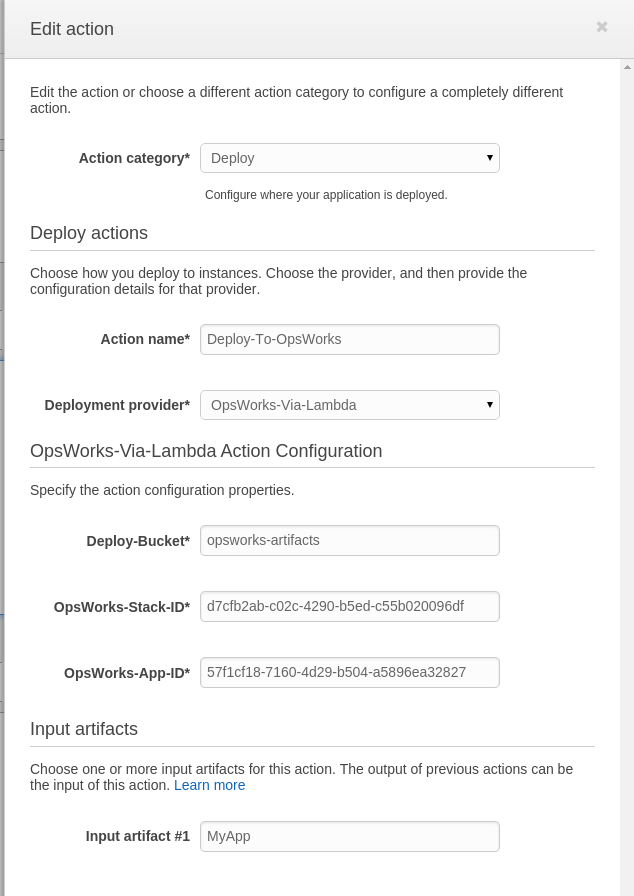 Edit action
Edit the action or choose a different action category to configure a completely different
action.
Action category* Deploy
Configure where your application is deployed.
Deploy actions
Choose how you deploy to instances. Choose the provider, and then provide the
configuration details for that provider.
Action name* Deploy-To-OpsWorks
Deployment provider* OpsWorks-Via-Lambda
OpsWorks-Via-Lambda Action Configuration
Specify the action configuration properties.
Deploy-Bucket* opsworks-artifacts
OpsWorks-Stack-ID* d7cfb2ab-c02c-4290-b5ed-c55b020096df
OpsWorks-App-ID* 57f1cf18-7160-4d29-b504-a5896ea32827
Input artifacts
Choose one or more input artifacts for this action. The output of previous actions can be
the input of this action. Learn more
Input artifact #1 MyApp